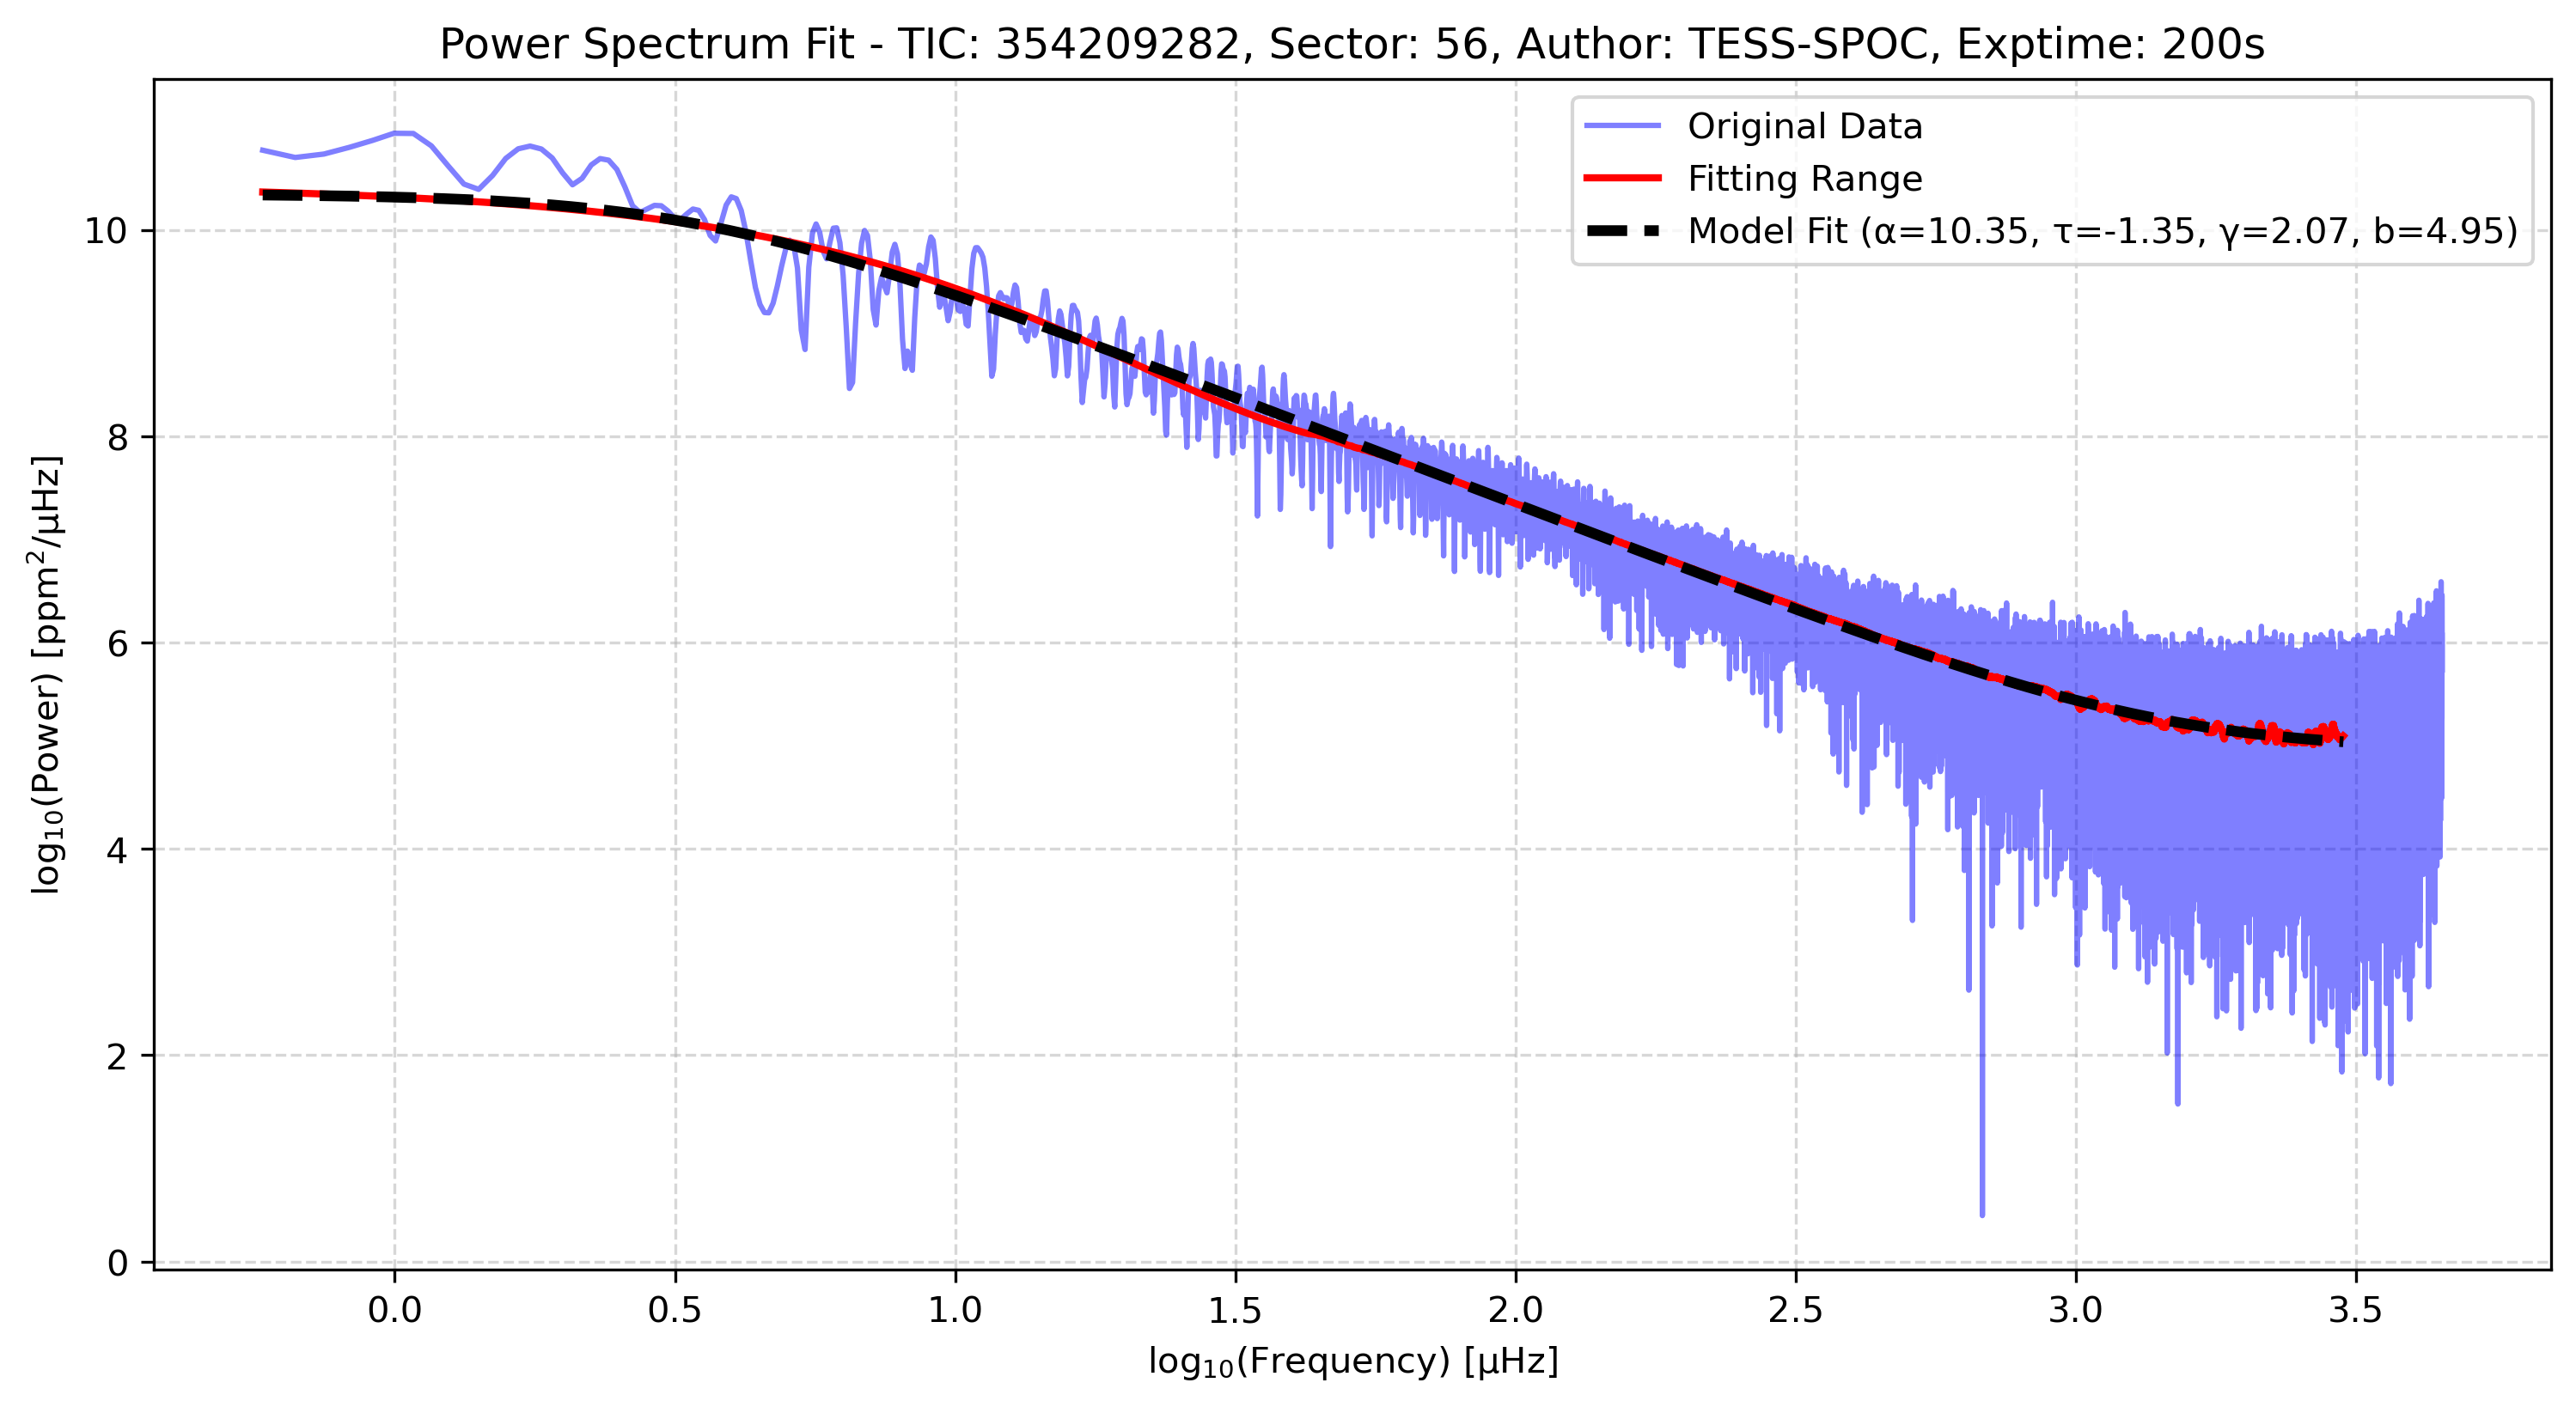 Power Spectrum Fit - TIC: 354209282, Sector: 56, Author: TESS-SPOC, Exptime: 200s
Original Data
Fitting Range
Model Fit (α=10.35, τ=-1.35, γ=2.07, b=4.95)
log₁₀(Power) [ppm²/μHz]
10
8
6
4
2
0
0.0 0.5 1.0 1.5 2.0 2.5 3.0 3.5
log₁₀(Frequency) [μHz]